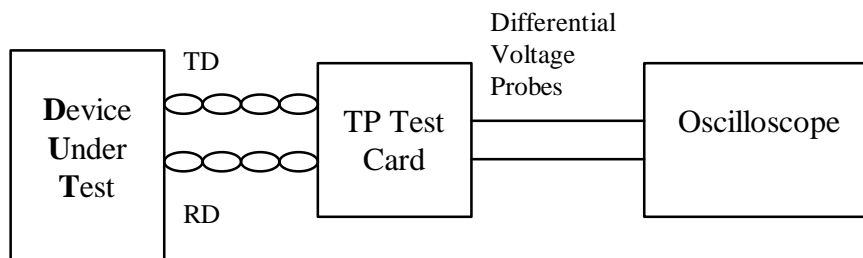 TD
Device
Under
Test
RD
TP Test
Card
Differential
Voltage
Probes
Oscilloscope